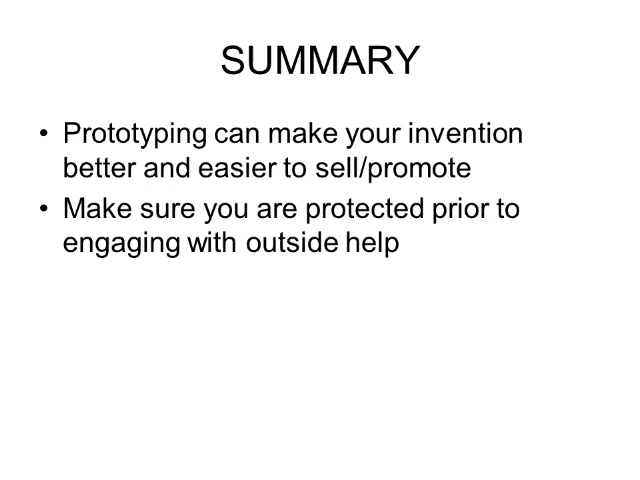 SUMMARY
• Prototyping can make your invention
better and easier to sell/promote
• Make sure you are protected prior to
engaging with outside help